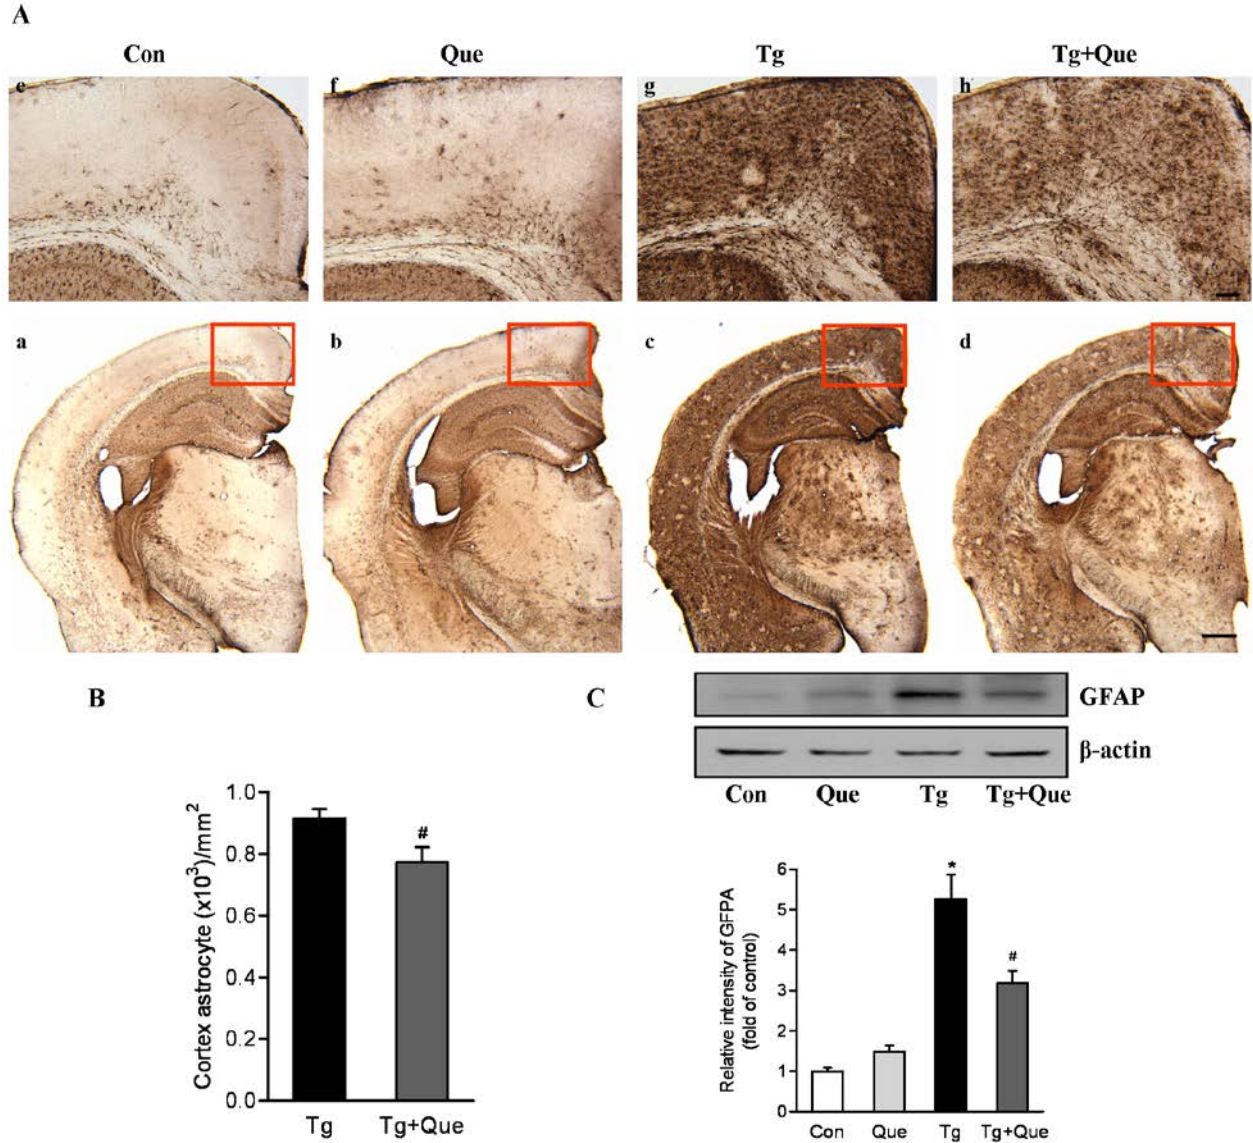 A
Con Que Tg Tg+Que
e f g h
a b c d
B C
GFAP
β-actin
Con Que Tg Tg+Que
Cortex astrocyte (x10³)/mm²
1.0
0.8
0.6
0.4
0.2
0.0
#
Tg Tg+Que
Relative intensity of GFPA
(fold of control)
6
5
4
3
2
1
0
*
#
Con Que Tg Tg+Que